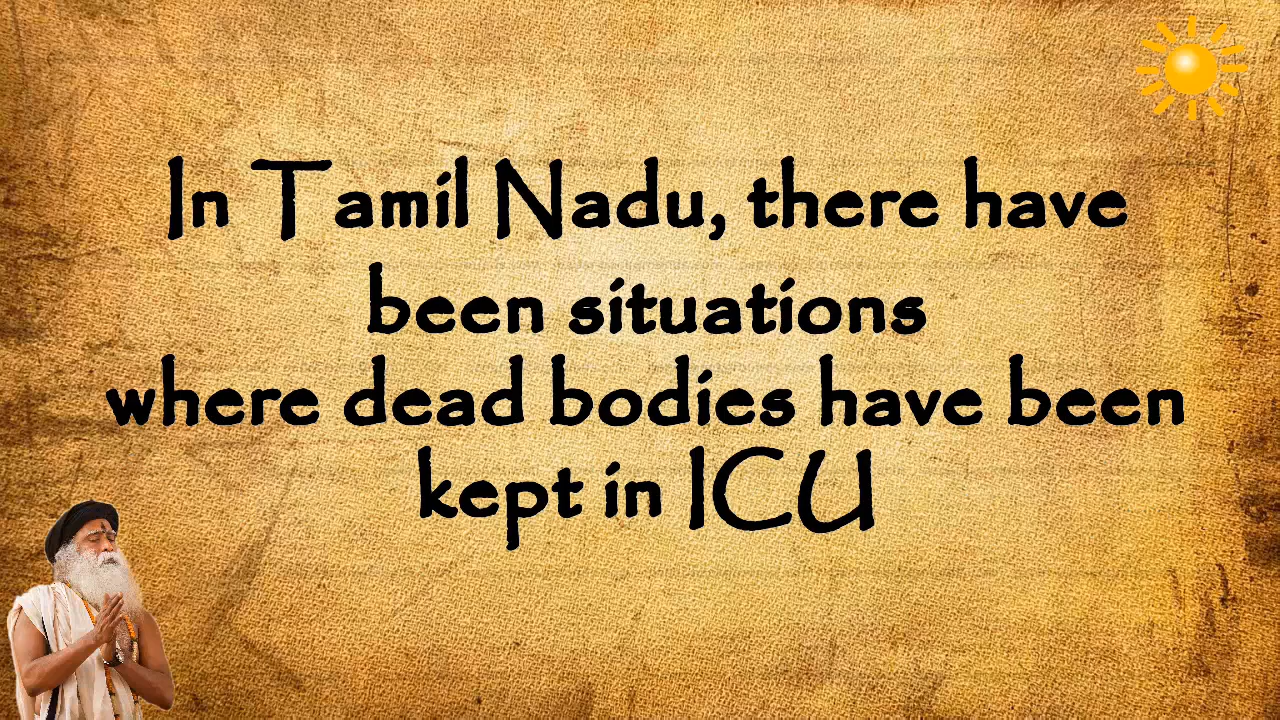 In Tamil Nadu, there have
been situations
where dead bodies have been
kept in ICU